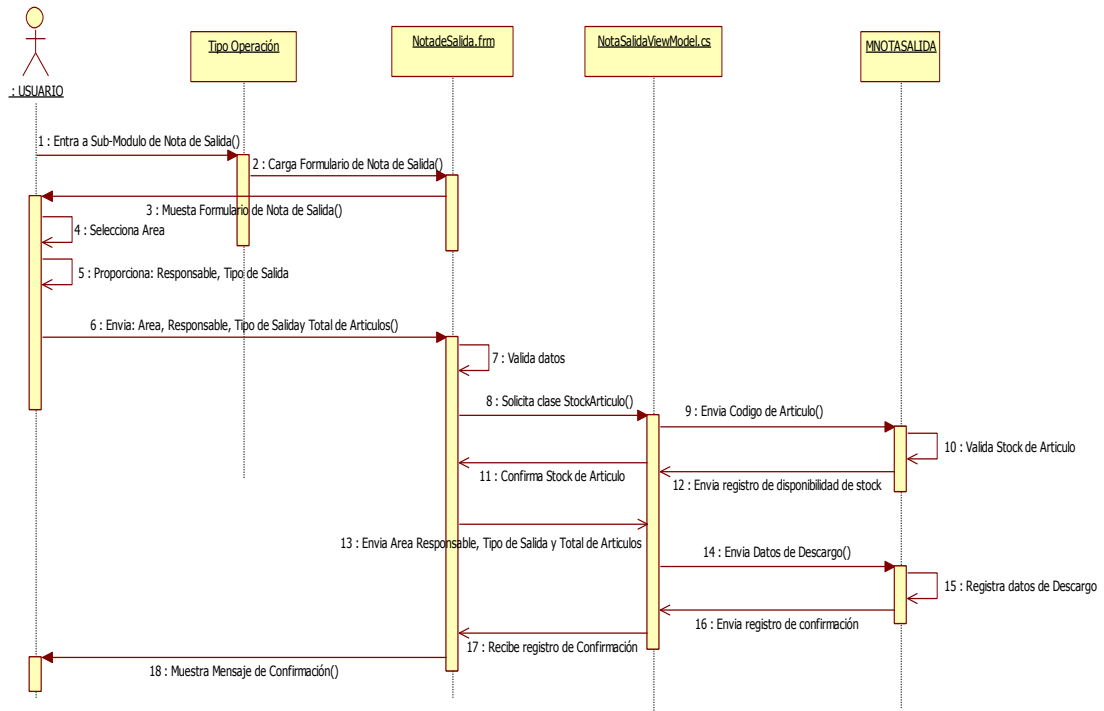 : USUARIO
Tipo Operación
NotadeSalida.frm
NotaSalidaViewModel.cs
MNOTASALIDA
1 : Entra a Sub-Modulo de Nota de Salida()
2 : Carga Formulario de Nota de Salida()
3 : Muesta Formulario de Nota de Salida()
4 : Selecciona Area
5 : Proporciona: Responsable, Tipo de Salida
6 : Envia: Area, Responsable, Tipo de Saliday Total de Articulos()
7 : Valida datos
8 : Solicita clase StockArticulo()
9 : Envia Codigo de Articulo()
10 : Valida Stock de Articulo
11 : Confirma Stock de Articulo
12 : Envia registro de disponibilidad de stock
13 : Envia Area Responsable, Tipo de Salida y Total de Articulos
14 : Envia Datos de Descargo()
15 : Registra datos de Descargo
16 : Envia registro de confirmación
17 : Recibe registro de Confirmación
18 : Muestra Mensaje de Confirmación()